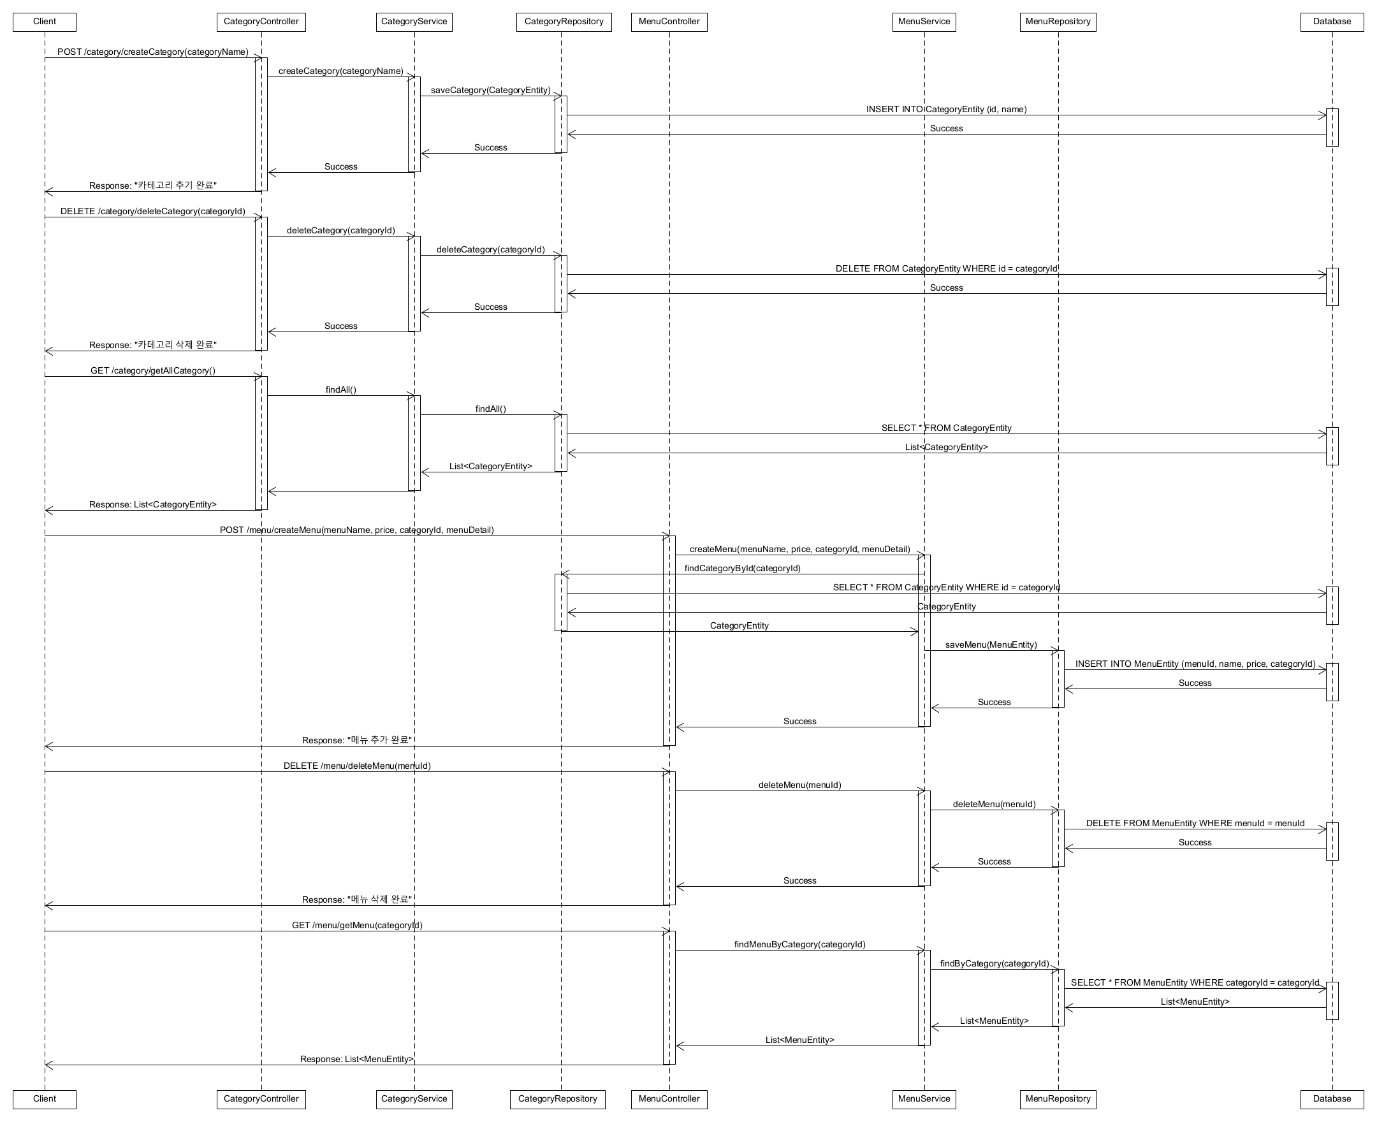 Client
CategoryController
CategoryService
CategoryRepository
MenuController
MenuService
MenuRepository
Database
POST /category/createCategory(categoryName)
createCategory(categoryName)
saveCategory(CategoryEntity)
INSERT INTO CategoryEntity (id, name)
Success
Success
Success
Response: "카테고리 추가 완료"
DELETE /category/deleteCategory(categoryId)
deleteCategory(categoryId)
deleteCategory(categoryId)
DELETE FROM CategoryEntity WHERE id = categoryId
Success
Success
Success
Response: "카테고리 삭제 완료"
GET /category/getAllCategory()
findAll()
findAll()
SELECT * FROM CategoryEntity
List<CategoryEntity>
List<CategoryEntity>
Response: List<CategoryEntity>
POST /menu/createMenu(menuName, price, categoryId, menuDetail)
createMenu(menuName, price, categoryId, menuDetail)
findCategoryById(categoryId)
SELECT * FROM CategoryEntity WHERE id = categoryId
CategoryEntity
CategoryEntity
saveMenu(MenuEntity)
INSERT INTO MenuEntity (menuId, name, price, categoryId)
Success
Success
Success
Response: "메뉴 추가 완료"
DELETE /menu/deleteMenu(menuId)
deleteMenu(menuId)
deleteMenu(menuId)
DELETE FROM MenuEntity WHERE menuId = menuId
Success
Success
Success
Response: "메뉴 삭제 완료"
GET /menu/getMenu(categoryId)
findMenuByCategory(categoryId)
findByCategory(categoryId)
SELECT * FROM MenuEntity WHERE categoryId = categoryId
List<MenuEntity>
List<MenuEntity>
List<MenuEntity>
Response: List<MenuEntity>
Client
CategoryController
CategoryService
CategoryRepository
MenuController
MenuService
MenuRepository
Database